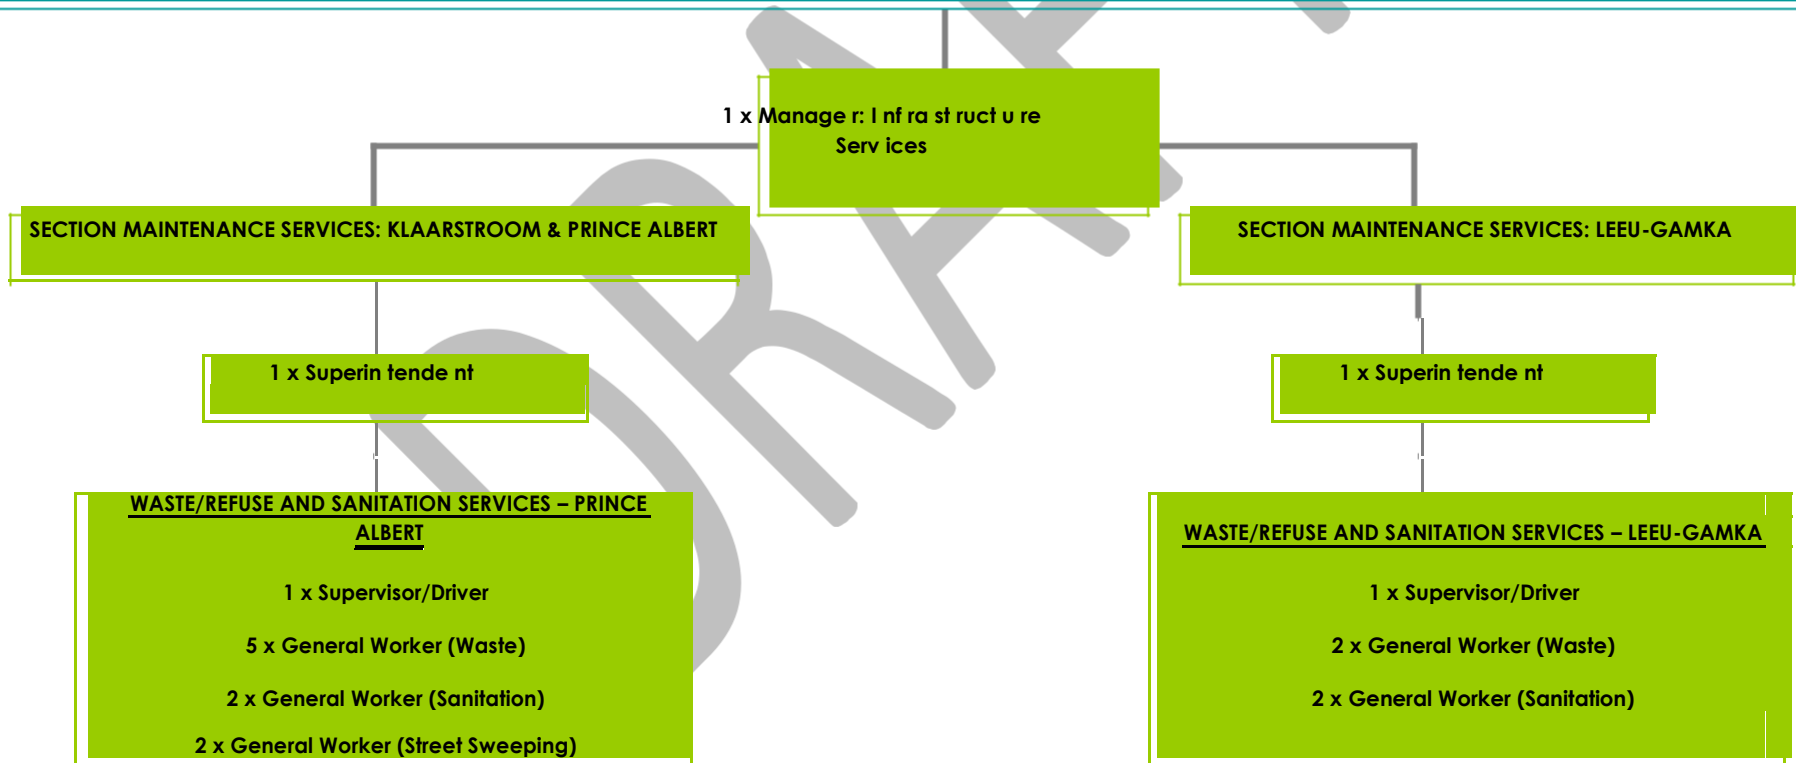 1 x Manage r: I nf ra st ruct u re
Serv ices
SECTION MAINTENANCE SERVICES: KLAARSTROOM & PRINCE ALBERT
SECTION MAINTENANCE SERVICES: LEEU-GAMKA
1 x Superin tende nt
1 x Superin tende nt
WASTE/REFUSE AND SANITATION SERVICES – PRINCE
ALBERT
1 x Supervisor/Driver
5 x General Worker (Waste)
2 x General Worker (Sanitation)
2 x General Worker (Street Sweeping)
WASTE/REFUSE AND SANITATION SERVICES – LEEU-GAMKA
1 x Supervisor/Driver
2 x General Worker (Waste)
2 x General Worker (Sanitation)
DRA